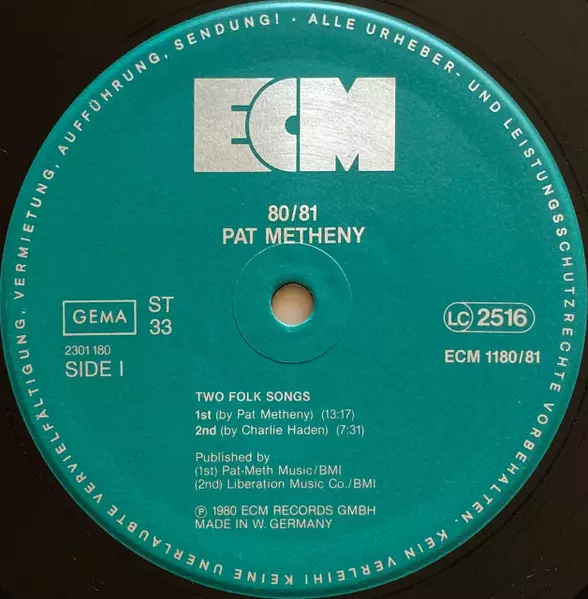 ALLE URHEBER- UND LEISTUNGSSCHUTZRECHTE VORBEHALTEN. KEIN VERLEIH! KEINE UNERLAUBTE VERVIELFÄLTIGUNG, VERMIETUNG, AUFFÜHRUNG, SENDUNG! ·
ECM
80/81
PAT METHENY
GEMA
ST
33
2301 180
SIDE I
LC 2516
ECM 1180/81
TWO FOLK SONGS
1st (by Pat Metheny) (13:17)
2nd (by Charlie Haden) (7:31)
Published by
(1st) Pat-Meth Music/BMI
(2nd) Liberation Music Co./BMI
Ⓟ 1980 ECM RECORDS GMBH
MADE IN W. GERMANY